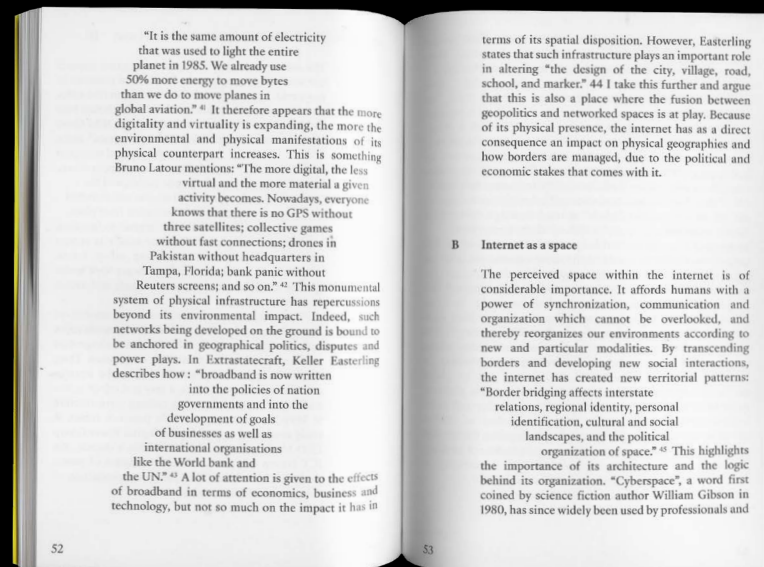 “It is the same amount of electricity
that was used to light the entire
planet in 1985. We already use
50% more energy to move bytes
than we do to move planes in
global aviation.” 41 It therefore appears that the more
digitality and virtuality is expanding, the more the
environmental and physical manifestations of its
physical counterpart increases. This is something
Bruno Latour mentions: “The more digital, the less
virtual and the more material a given
activity becomes. Nowadays, everyone
knows that there is no GPS without
three satellites; collective games
without fast connections; drones in
Pakistan without headquarters in
Tampa, Florida; bank panic without
Reuters screens; and so on.” 42 This monumental
system of physical infrastructure has repercussions
beyond its environmental impact. Indeed, such
networks being developed on the ground is bound to
be anchored in geographical politics, disputes and
power plays. In Extrastatecraft, Keller Easterling
describes how : “broadband is now written
into the policies of nation
governments and into the
development of goals
of businesses as well as
international organisations
like the World bank and
the UN.” 43 A lot of attention is given to the effects
of broadband in terms of economics, business and
technology, but not so much on the impact it has in
52
terms of its spatial disposition. However, Easterling
states that such infrastructure plays an important role
in altering “the design of the city, village, road,
school, and marker.” 44 I take this further and argue
that this is also a place where the fusion between
geopolitics and networked spaces is at play. Because
of its physical presence, the internet has as a direct
consequence an impact on physical geographies and
how borders are managed, due to the political and
economic stakes that comes with it.
B Internet as a space
The perceived space within the internet is of
considerable importance. It affords humans with a
power of synchronization, communication and
organization which cannot be overlooked, and
thereby reorganizes our environments according to
new and particular modalities. By transcending
borders and developing new social interactions,
the internet has created new territorial patterns:
“Border bridging affects interstate
relations, regional identity, personal
identification, cultural and social
landscapes, and the political
organization of space.” 45 This highlights
the importance of its architecture and the logic
behind its organization. “Cyberspace”, a word first
coined by science fiction author William Gibson in
1980, has since widely been used by professionals and
53